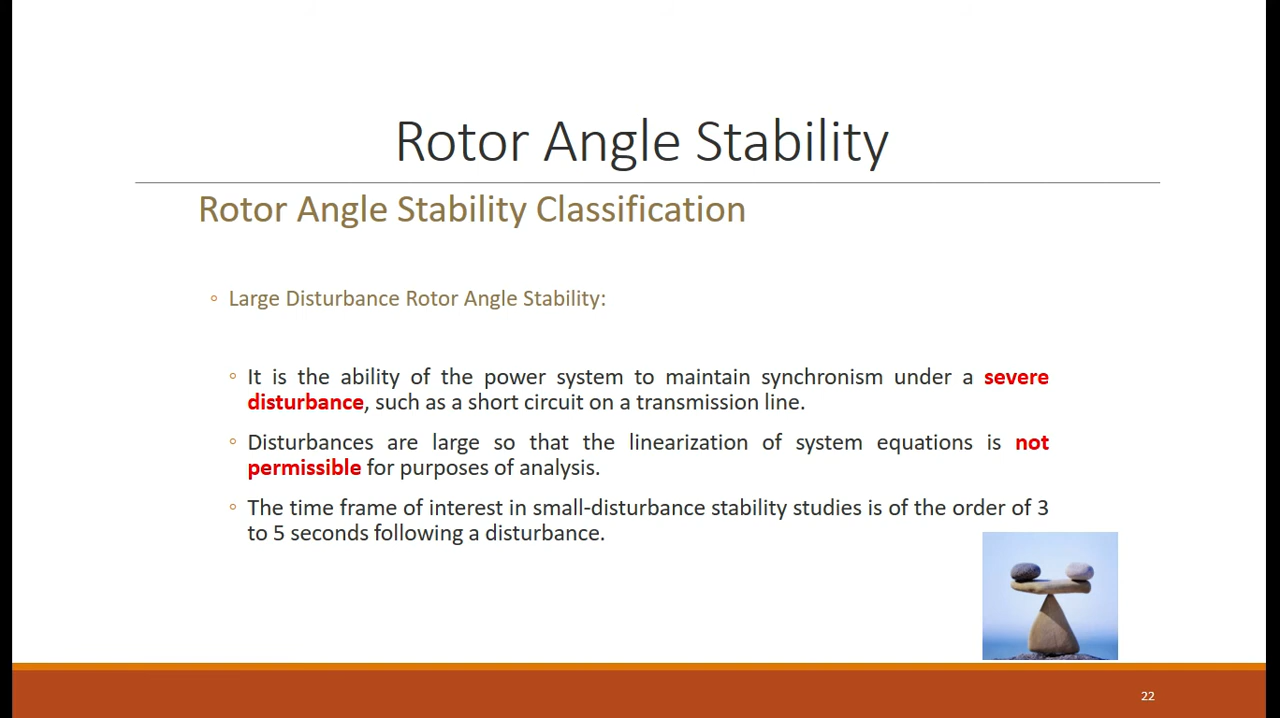 Rotor Angle Stability
Rotor Angle Stability Classification
◦ Large Disturbance Rotor Angle Stability:
◦ It is the ability of the power system to maintain synchronism under a severe
disturbance, such as a short circuit on a transmission line.
◦ Disturbances are large so that the linearization of system equations is not
permissible for purposes of analysis.
◦ The time frame of interest in small-disturbance stability studies is of the order of 3
to 5 seconds following a disturbance.
22